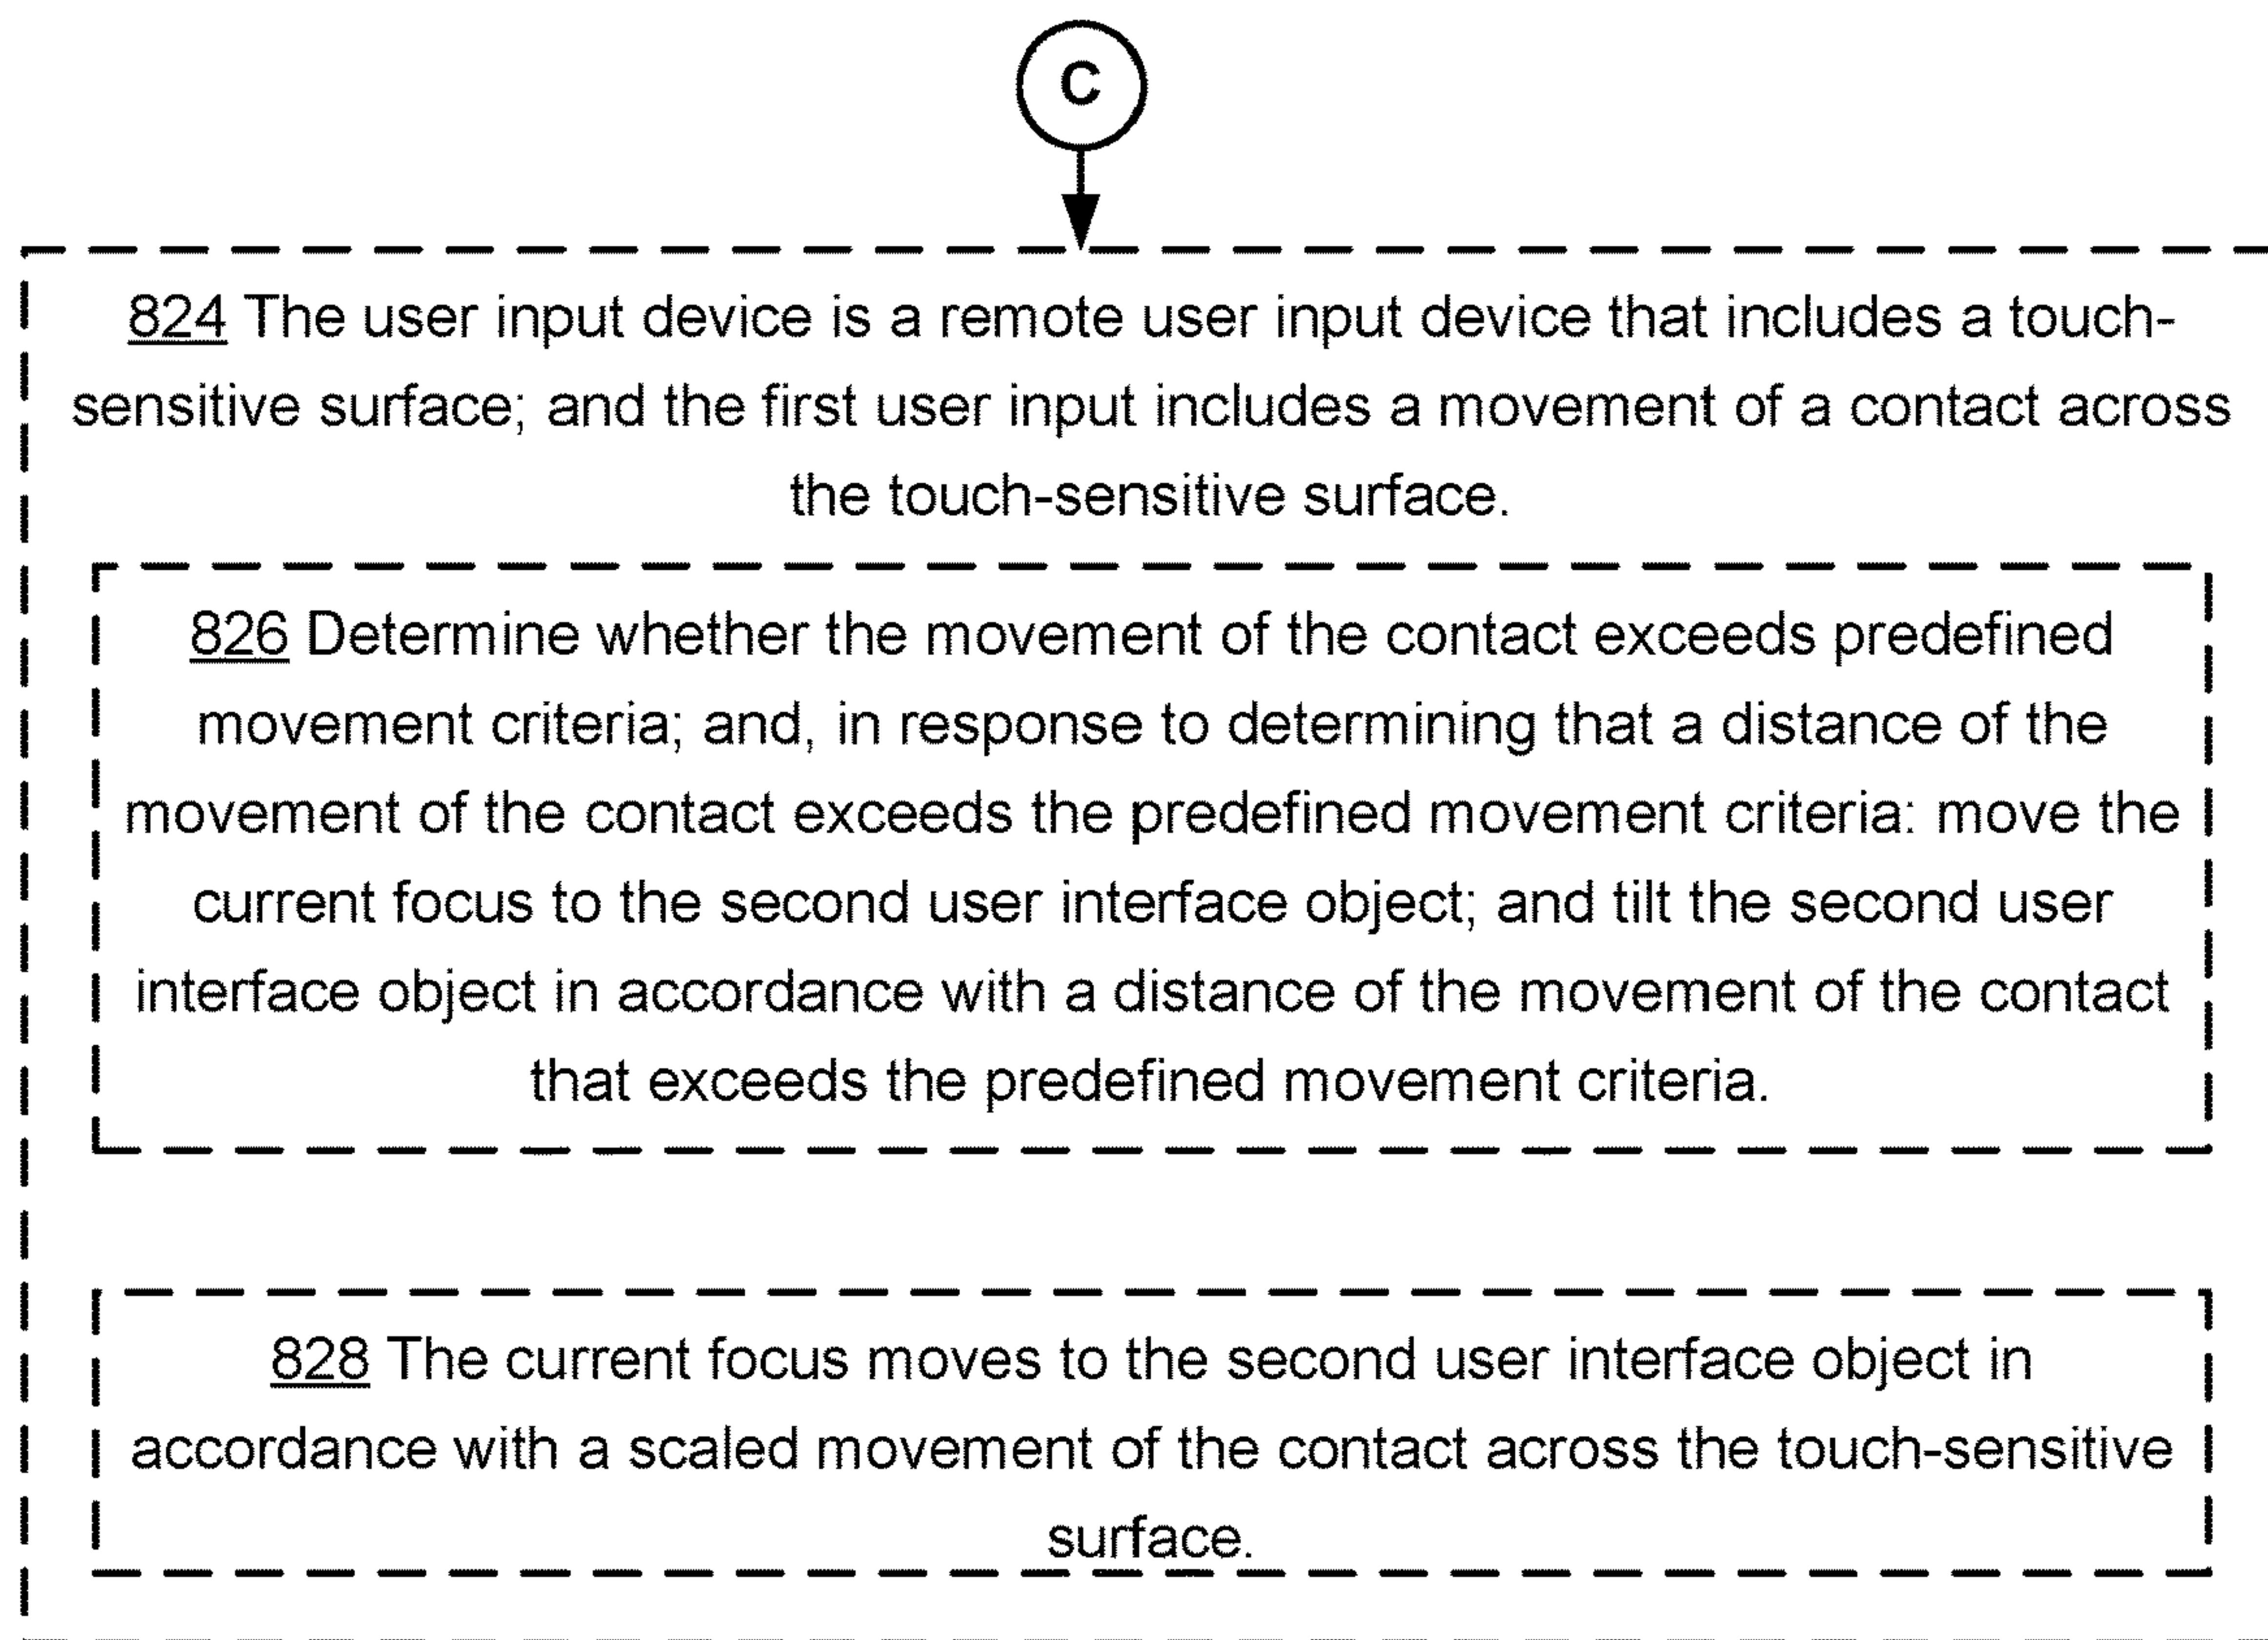 C
824 The user input device is a remote user input device that includes a touch-
sensitive surface; and the first user input includes a movement of a contact across
the touch-sensitive surface.
826 Determine whether the movement of the contact exceeds predefined
movement criteria; and, in response to determining that a distance of the
movement of the contact exceeds the predefined movement criteria: move the
current focus to the second user interface object; and tilt the second user
interface object in accordance with a distance of the movement of the contact
that exceeds the predefined movement criteria.
828 The current focus moves to the second user interface object in
accordance with a scaled movement of the contact across the touch-sensitive
surface.